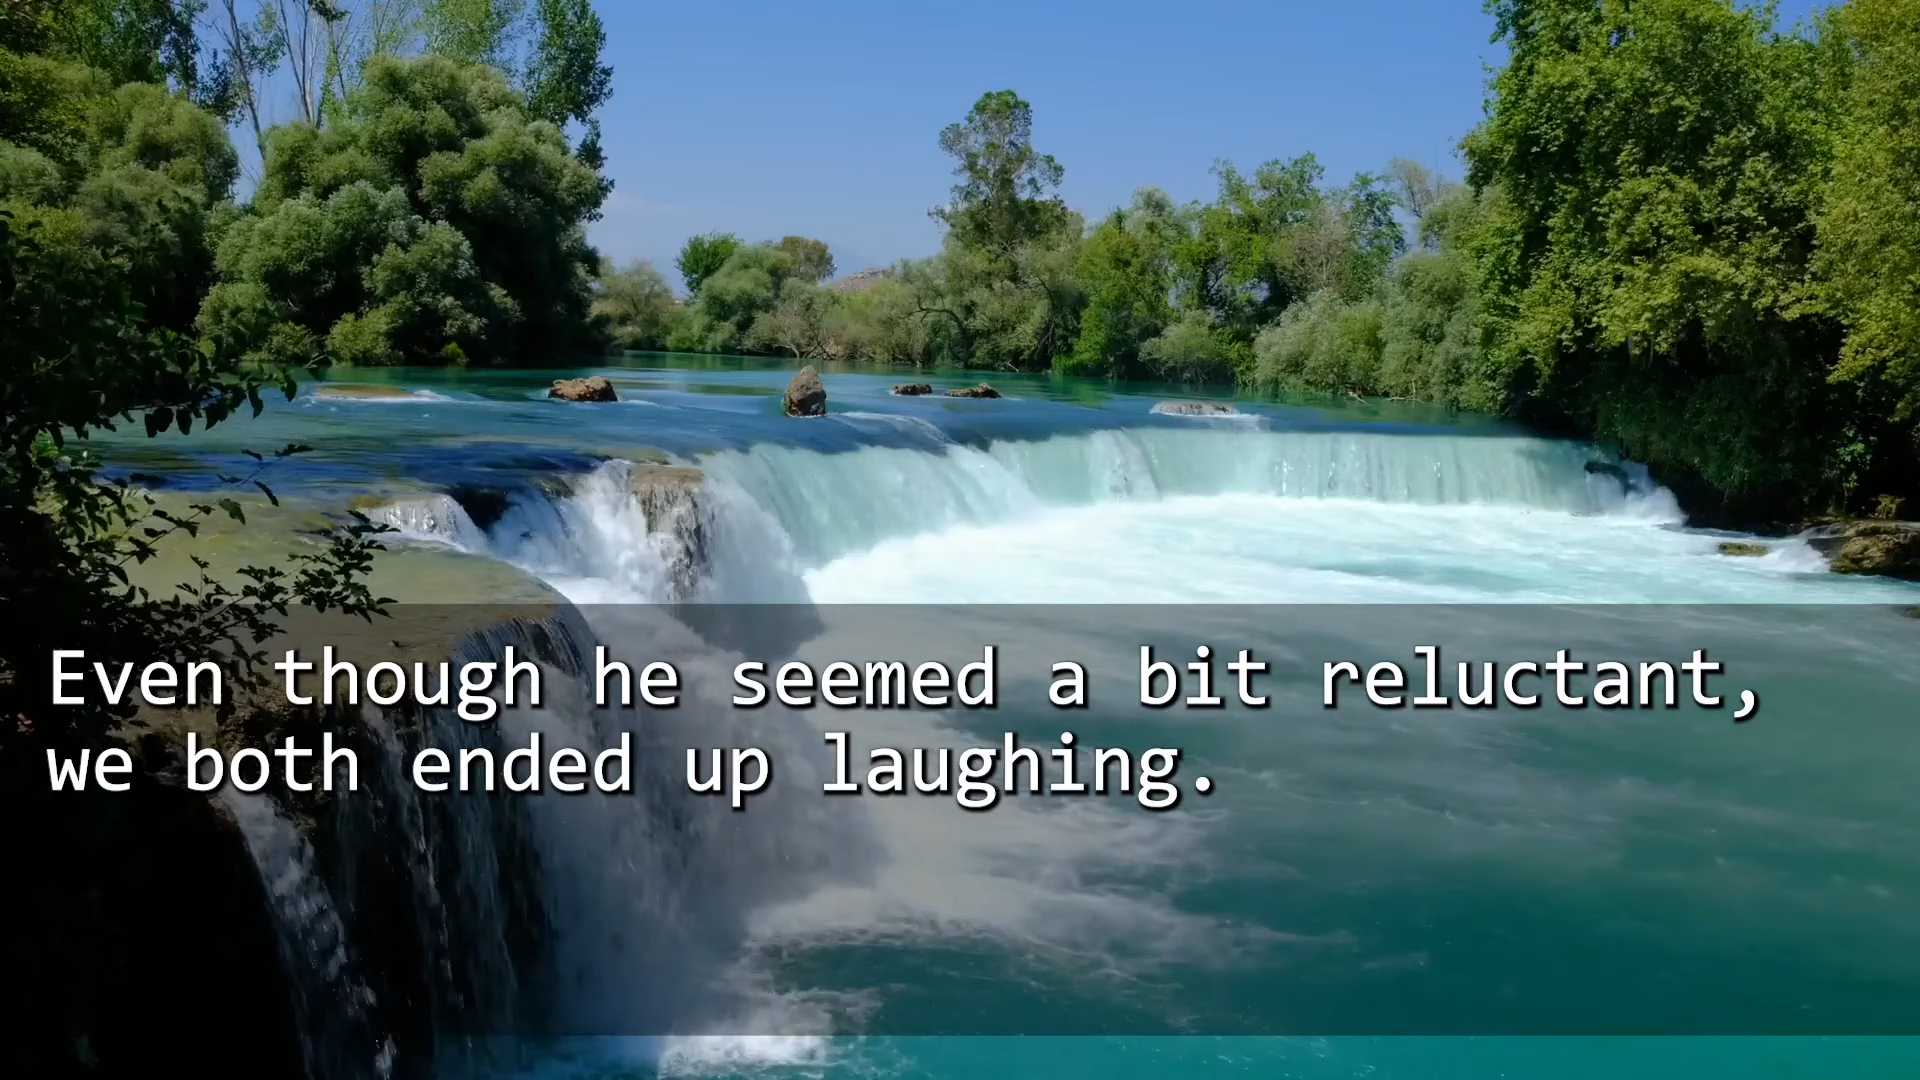 Even though he seemed a bit reluctant,
we both ended up laughing.